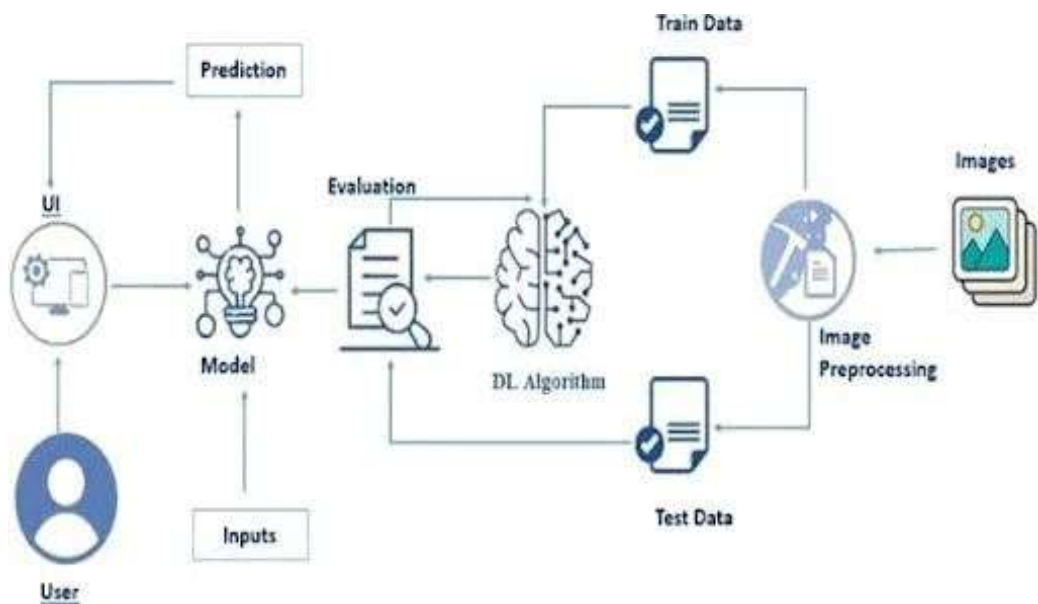 Train Data
Prediction
Images
Evaluation
UI
Image
Preprocessing
Model
DL Algorithm
Test Data
Inputs
User